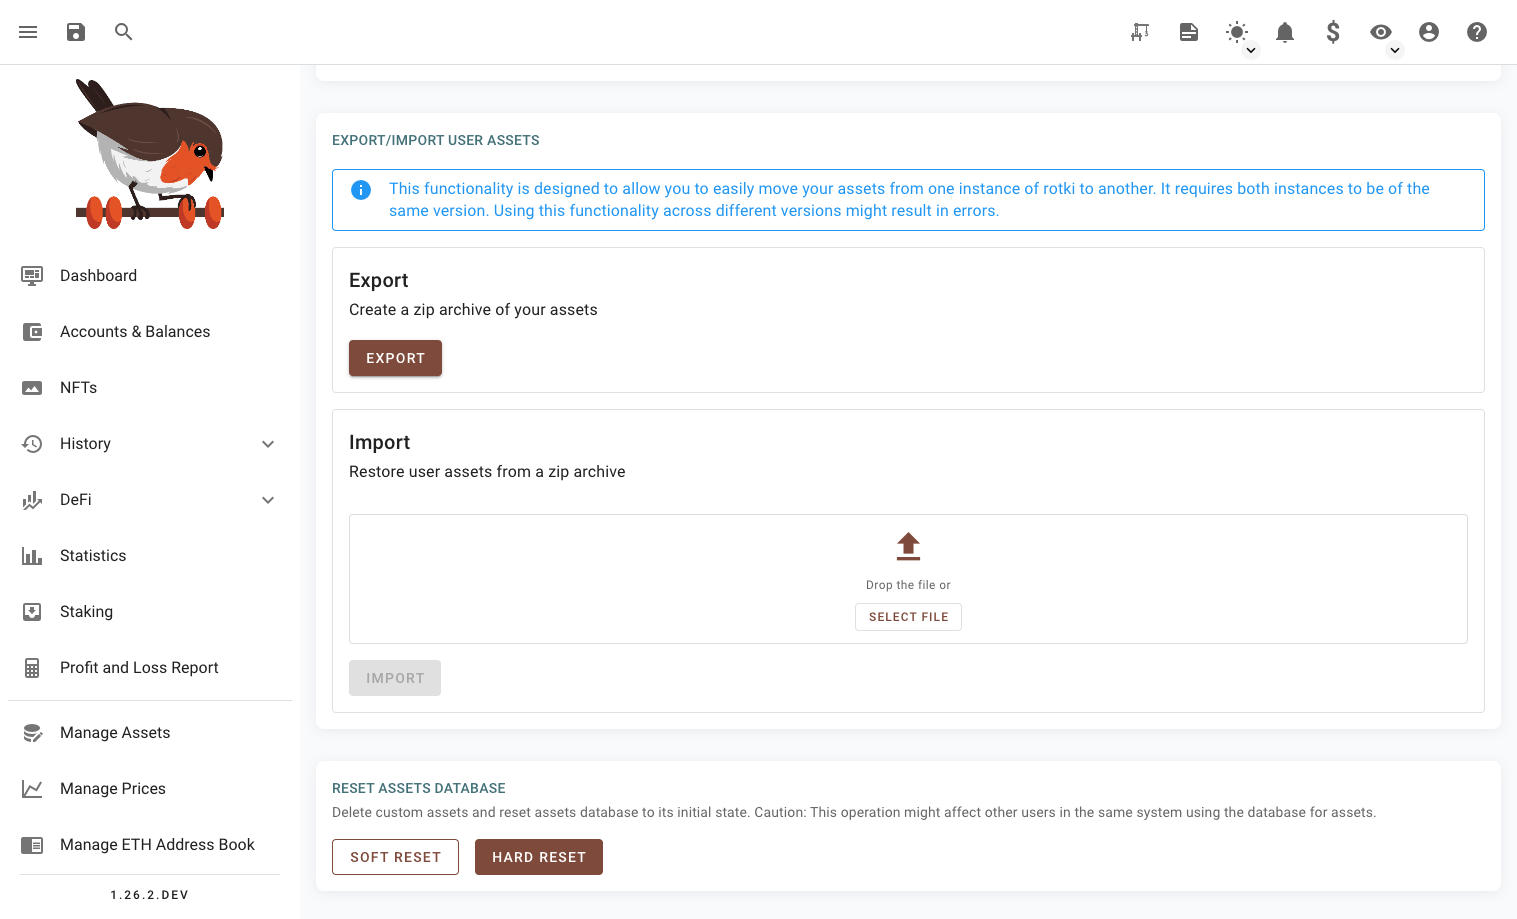 EXPORT/IMPORT USER ASSETS
This functionality is designed to allow you to easily move your assets from one instance of rotki to another. It requires both instances to be of the
same version. Using this functionality across different versions might result in errors.
Export
Create a zip archive of your assets
EXPORT
Import
Restore user assets from a zip archive
Drop the file or
SELECT FILE
IMPORT
RESET ASSETS DATABASE
Delete custom assets and reset assets database to its initial state. Caution: This operation might affect other users in the same system using the database for assets.
SOFT RESET
HARD RESET
Dashboard
Accounts & Balances
NFTs
History
DeFi
Statistics
Staking
Profit and Loss Report
Manage Assets
Manage Prices
Manage ETH Address Book
1.26.2.DEV